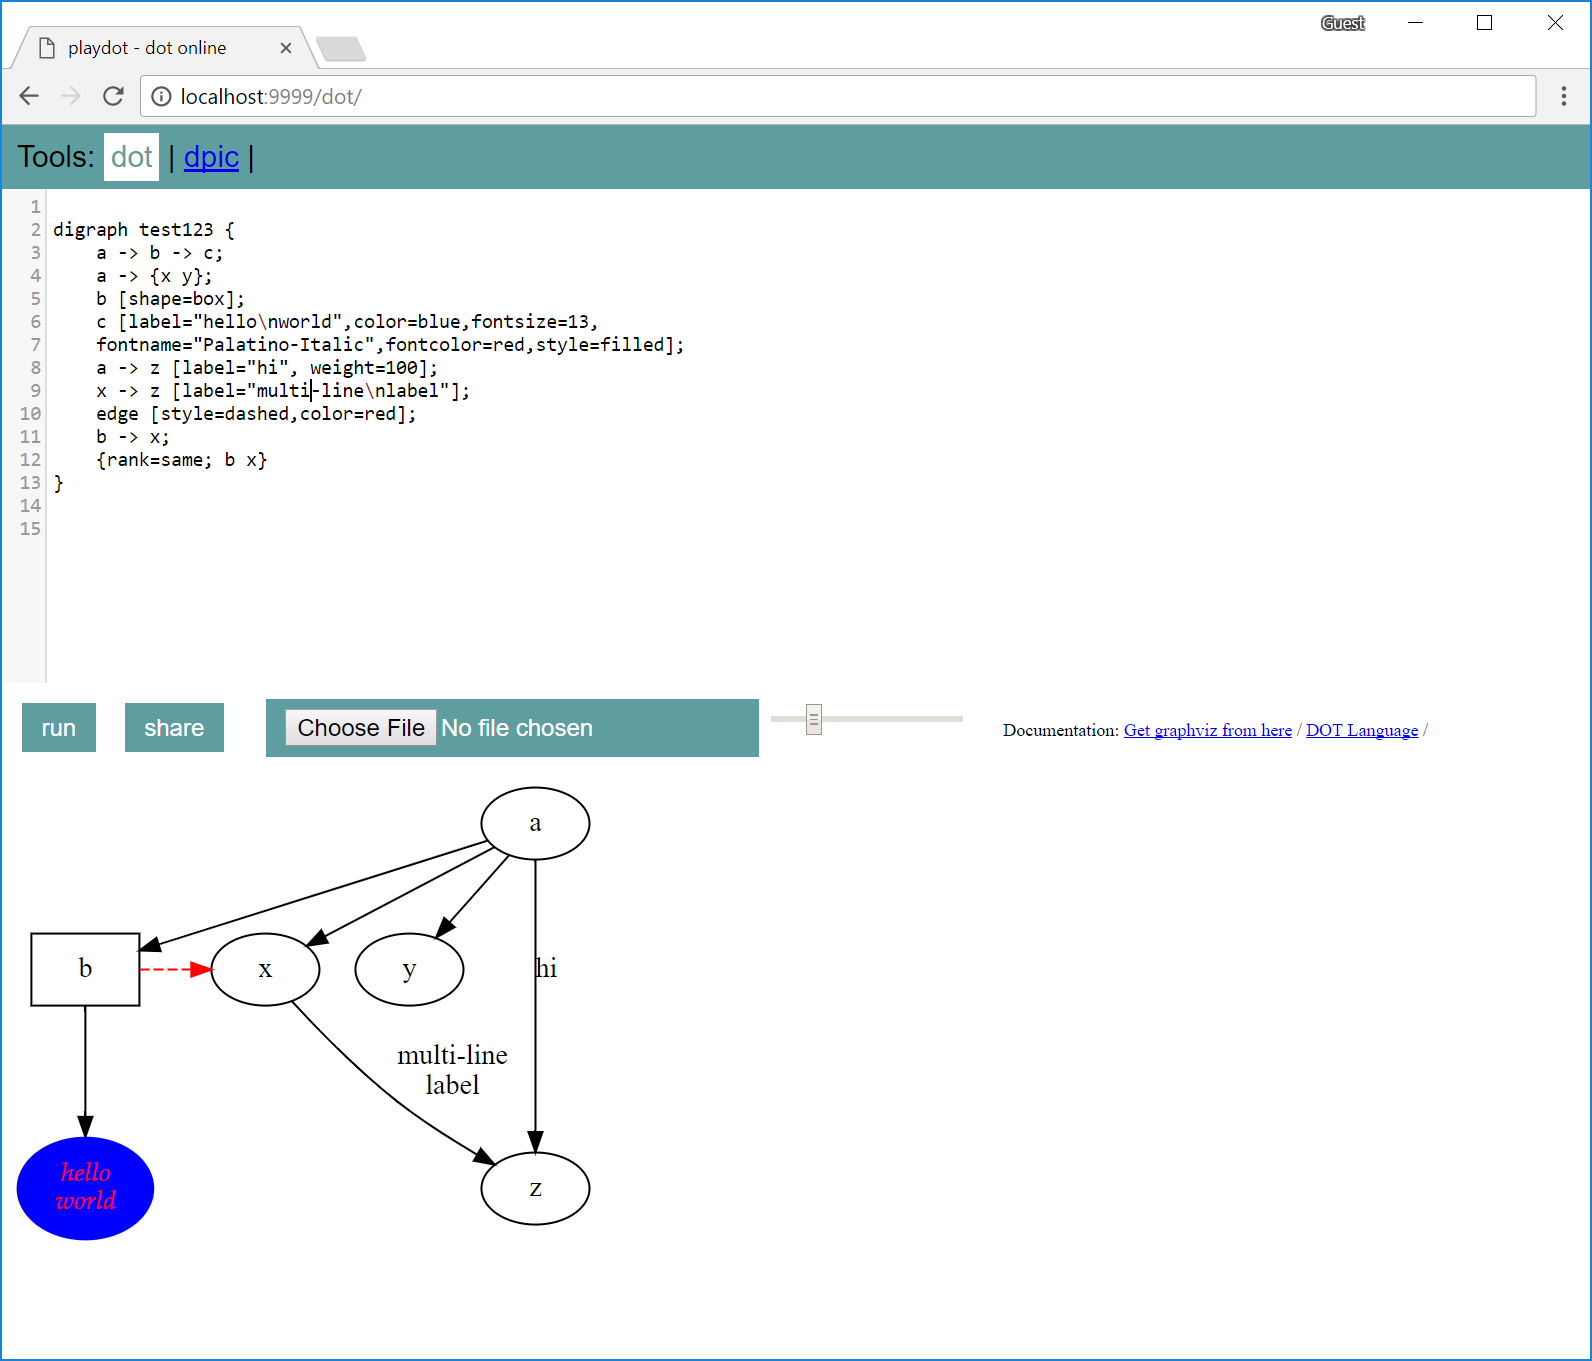 Guest
playdot - dot online
localhost:9999/dot/
Tools: dot | dpic |
1
2 digraph test123 {
3     a -> b -> c;
4     a -> {x y};
5     b [shape=box];
6     c [label="hello\nworld",color=blue,fontsize=13,
7     fontname="Palatino-Italic",fontcolor=red,style=filled];
8     a -> z [label="hi", weight=100];
9     x -> z [label="multi-line\nlabel"];
10     edge [style=dashed,color=red];
11     b -> x;
12     {rank=same; b x}
13 }
14
15
run share Choose File No file chosen Documentation: Get graphviz from here / DOT Language /
a
b x y hi
multi-line
label
hello
world
z